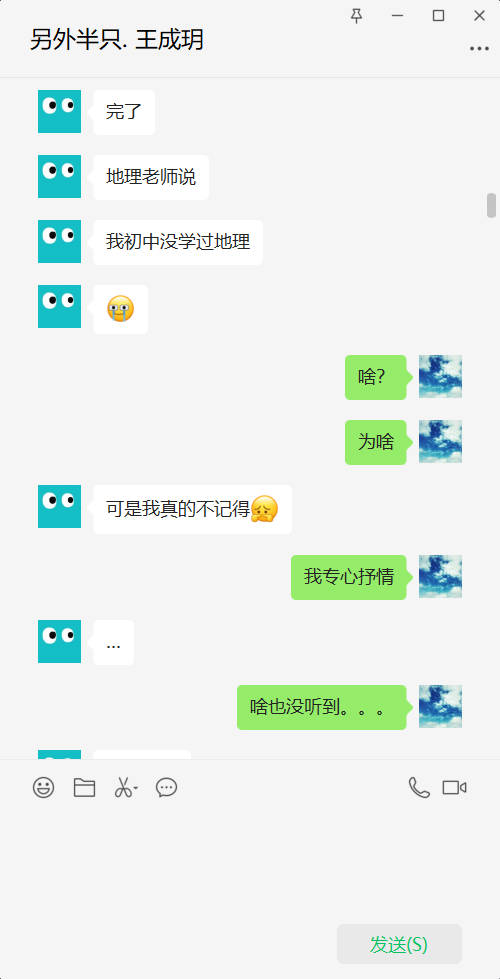 另外半只. 王成玥
完了
地理老师说
我初中没学过地理
啥?
为啥
可是我真的不记得
我专心抒情
...
啥也没听到。。。
发送(S)